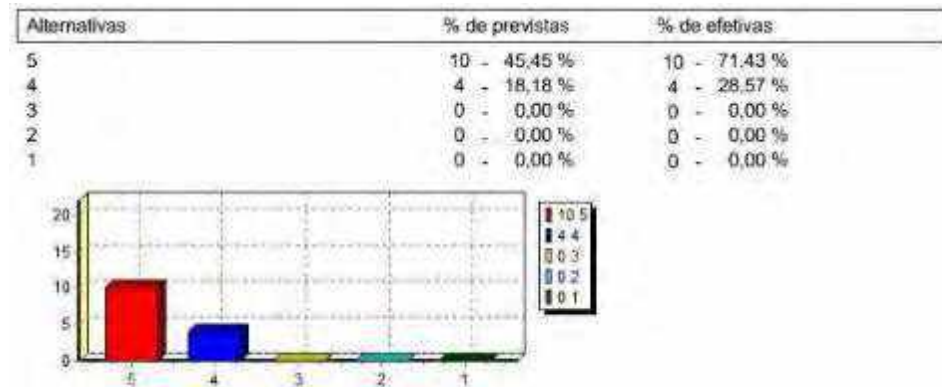 Alternativas % de previstas % de efetivas
5 10 - 45,45 % 10 - 71,43 %
4 4 - 18,18 % 4 - 28,57 %
3 0 - 0,00 % 0 - 0,00 %
2 0 - 0,00 % 0 - 0,00 %
1 0 - 0,00 % 0 - 0,00 %
20
15
10
5
0
5 4 3 2 1
10 5
4 4
0 3
0 2
0 1